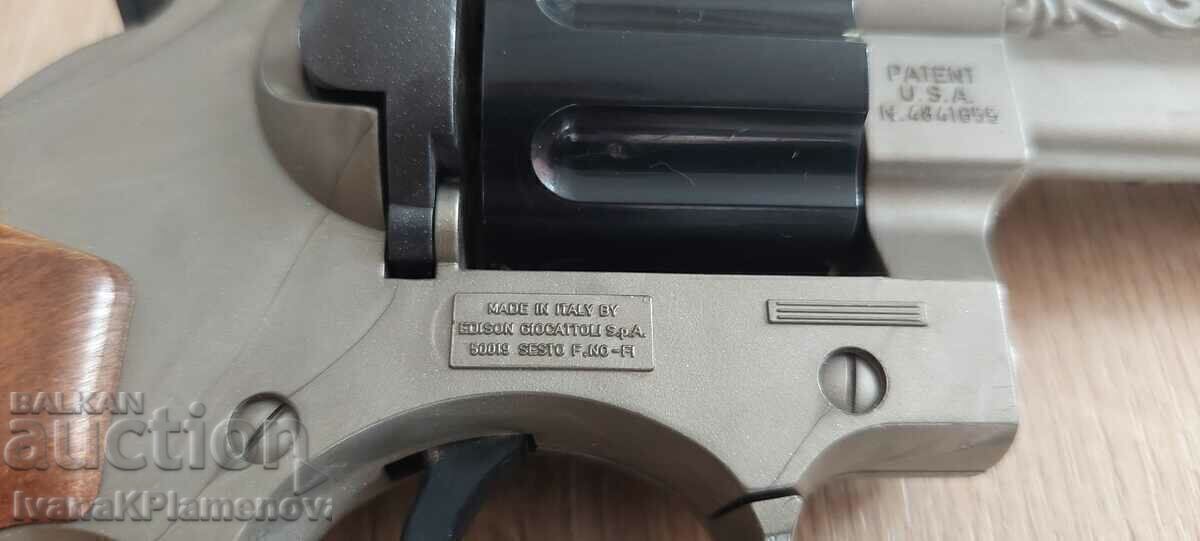 PATENT
U.S.A.
N. 4841655
MADE IN ITALY BY
EDISON GIOCATTOLI S.p.A.
50019 SESTO F.NO-FI
BALKAN
auction
IvanaKPlamenov